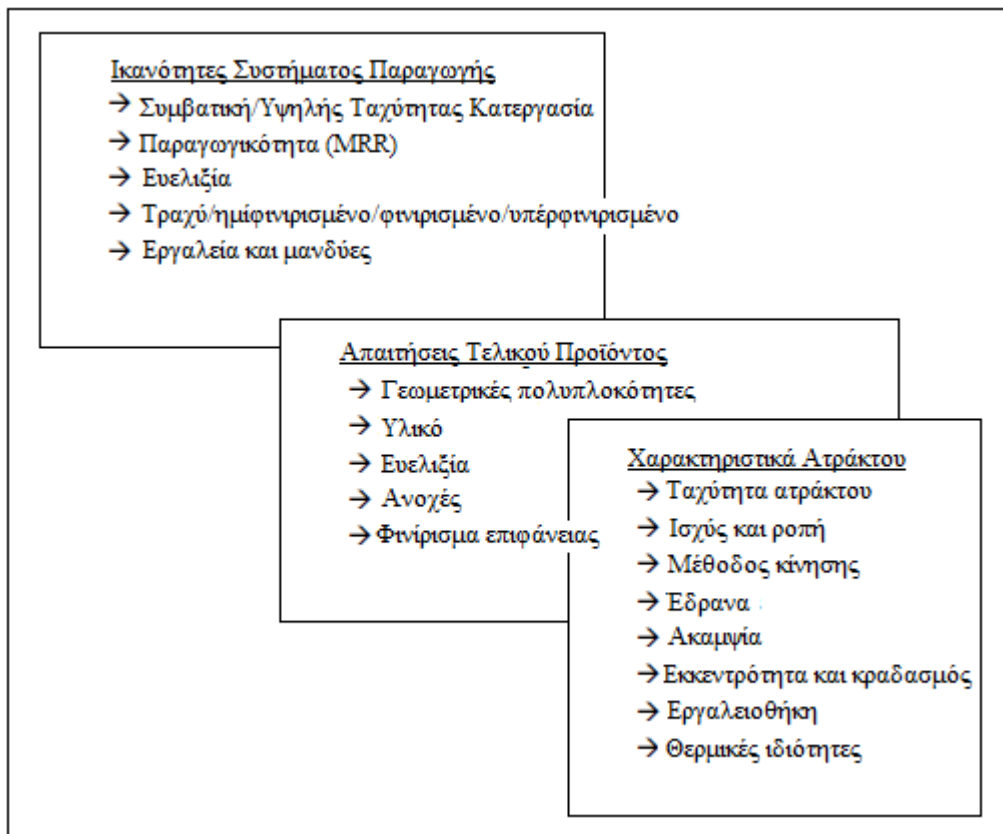 Ικανότητες Συστήματος Παραγωγής
→ Συμβατική/Υψηλής Ταχύτητας Κατεργασία
→ Παραγωγικότητα (MRR)
→ Ευελιξία
→ Τραχύ/ημίφινιρισμένο/φινιρισμένο/υπέρφινιρισμένο
→ Εργαλεία και μανδύες
Απαιτήσεις Τελικού Προϊόντος
→ Γεωμετρικές πολυπλοκότητες
→ Υλικό
→ Ευελιξία
→ Ανοχές
→ Φινίρισμα επιφάνειας
Χαρακτηριστικά Ατράκτου
→ Ταχύτητα ατράκτου
→ Ισχύς και ροπή
→ Μέθοδος κίνησης
→ Έδρανα
→ Ακαμψία
→ Εκκεντρότητα και κραδασμός
→ Εργαλειοθήκη
→ Θερμικές ιδιότητες